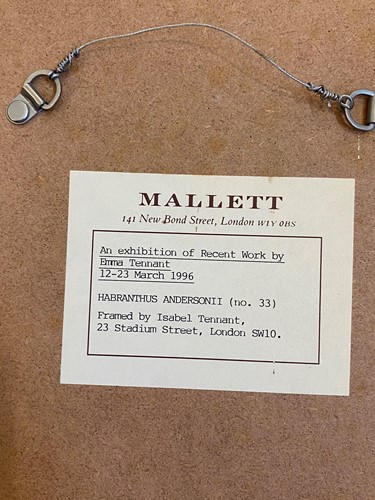 MALLETT
141 New Bond Street, London W1Y 0BS
An exhibition of Recent Work by
Emma Tennant
12-23 March 1996
HABRANTHUS ANDERSONII (no. 33)
Framed by Isabel Tennant,
23 Stadium Street, London SW10.